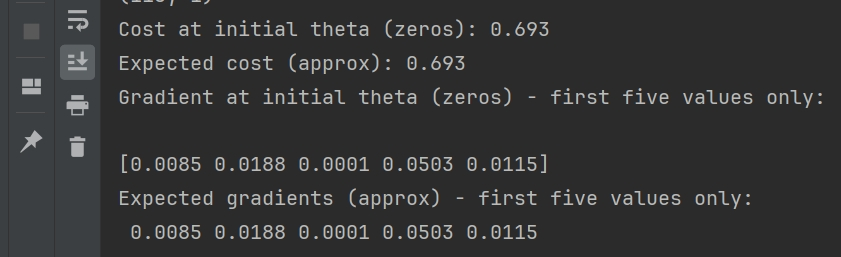 Cost at initial theta (zeros): 0.693
Expected cost (approx): 0.693
Gradient at initial theta (zeros) - first five values only:
[0.0085 0.0188 0.0001 0.0503 0.0115]
Expected gradients (approx) - first five values only:
0.0085 0.0188 0.0001 0.0503 0.0115